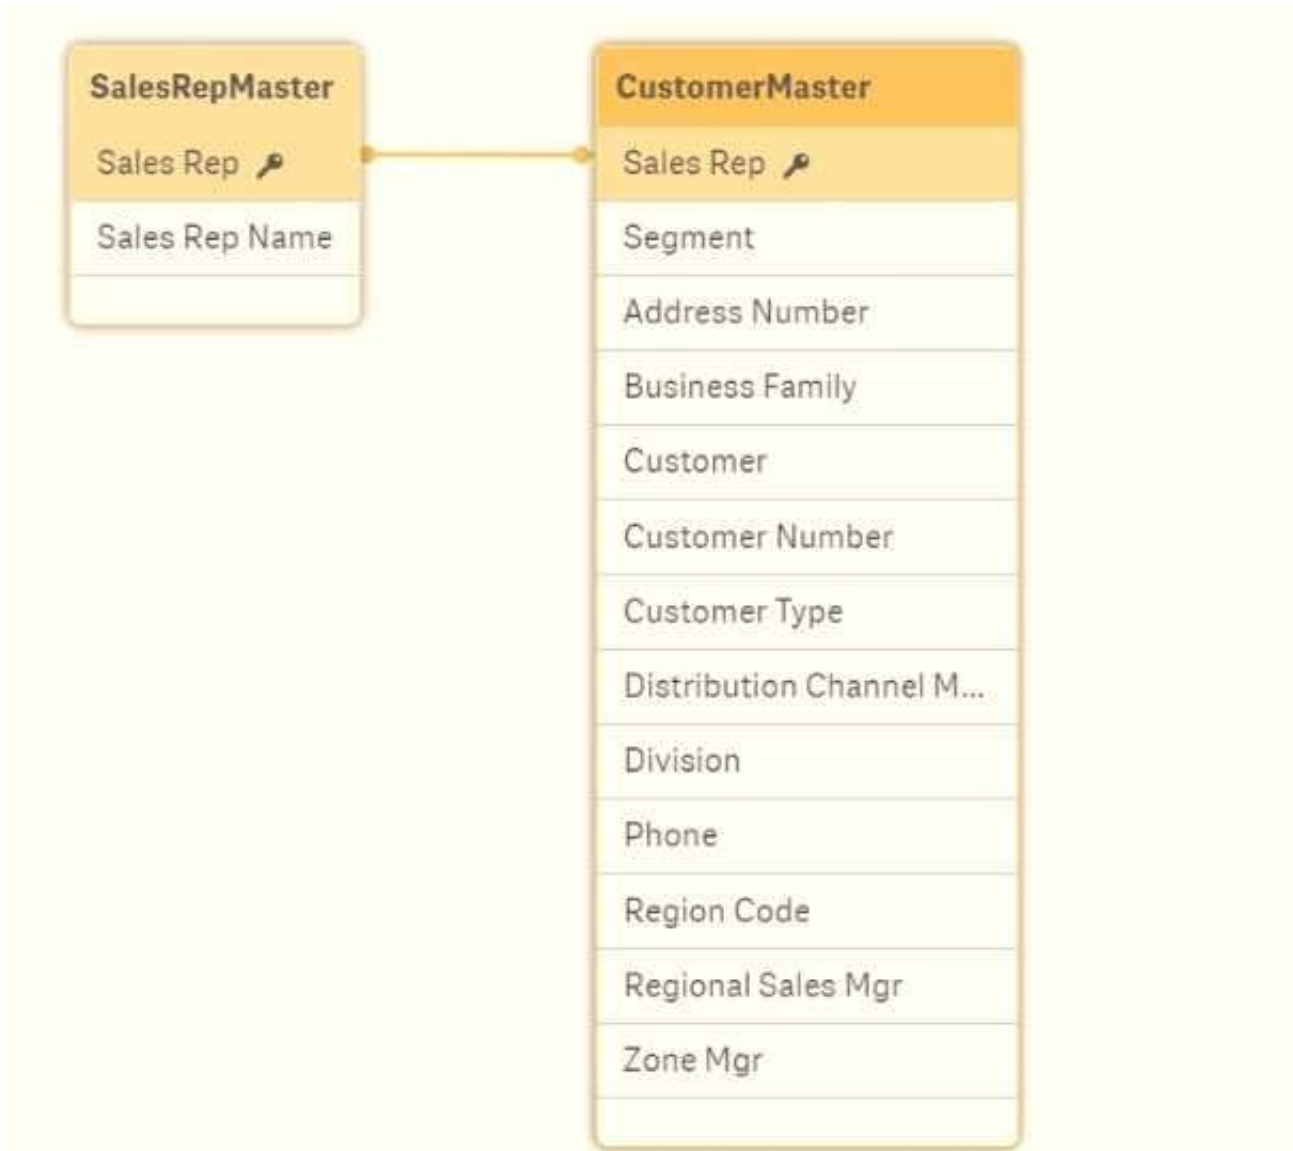 SalesRepMaster
Sales Rep
Sales Rep Name
CustomerMaster
Sales Rep
Segment
Address Number
Business Family
Customer
Customer Number
Customer Type
Distribution Channel M...
Division
Phone
Region Code
Regional Sales Mgr
Zone Mgr